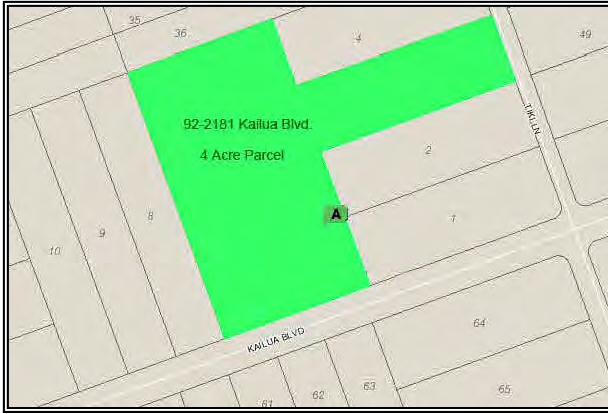 35
36
4
49
92-2181 Kailua Blvd.
4 Acre Parcel
TIKI LN
2
A
8
1
9
10
KAILUA BLVD
64
63
62
61
65